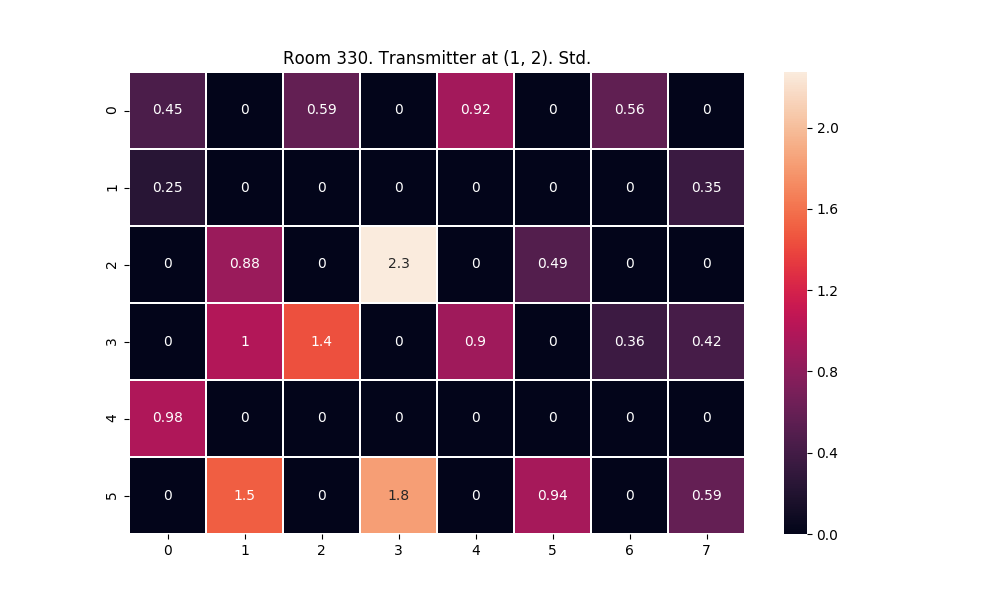 Room 330. Transmitter at (1, 2). Std.
0 0.45 0 0.59 0 0.92 0 0.56 0
1 0.25 0 0 0 0 0 0 0.35
2 0 0.88 0 2.3 0 0.49 0 0
3 0 1 1.4 0 0.9 0 0.36 0.42
4 0.98 0 0 0 0 0 0 0
5 0 1.5 0 1.8 0 0.94 0 0.59
0 1 2 3 4 5 6 7
2.0
1.6
1.2
0.8
0.4
0.0